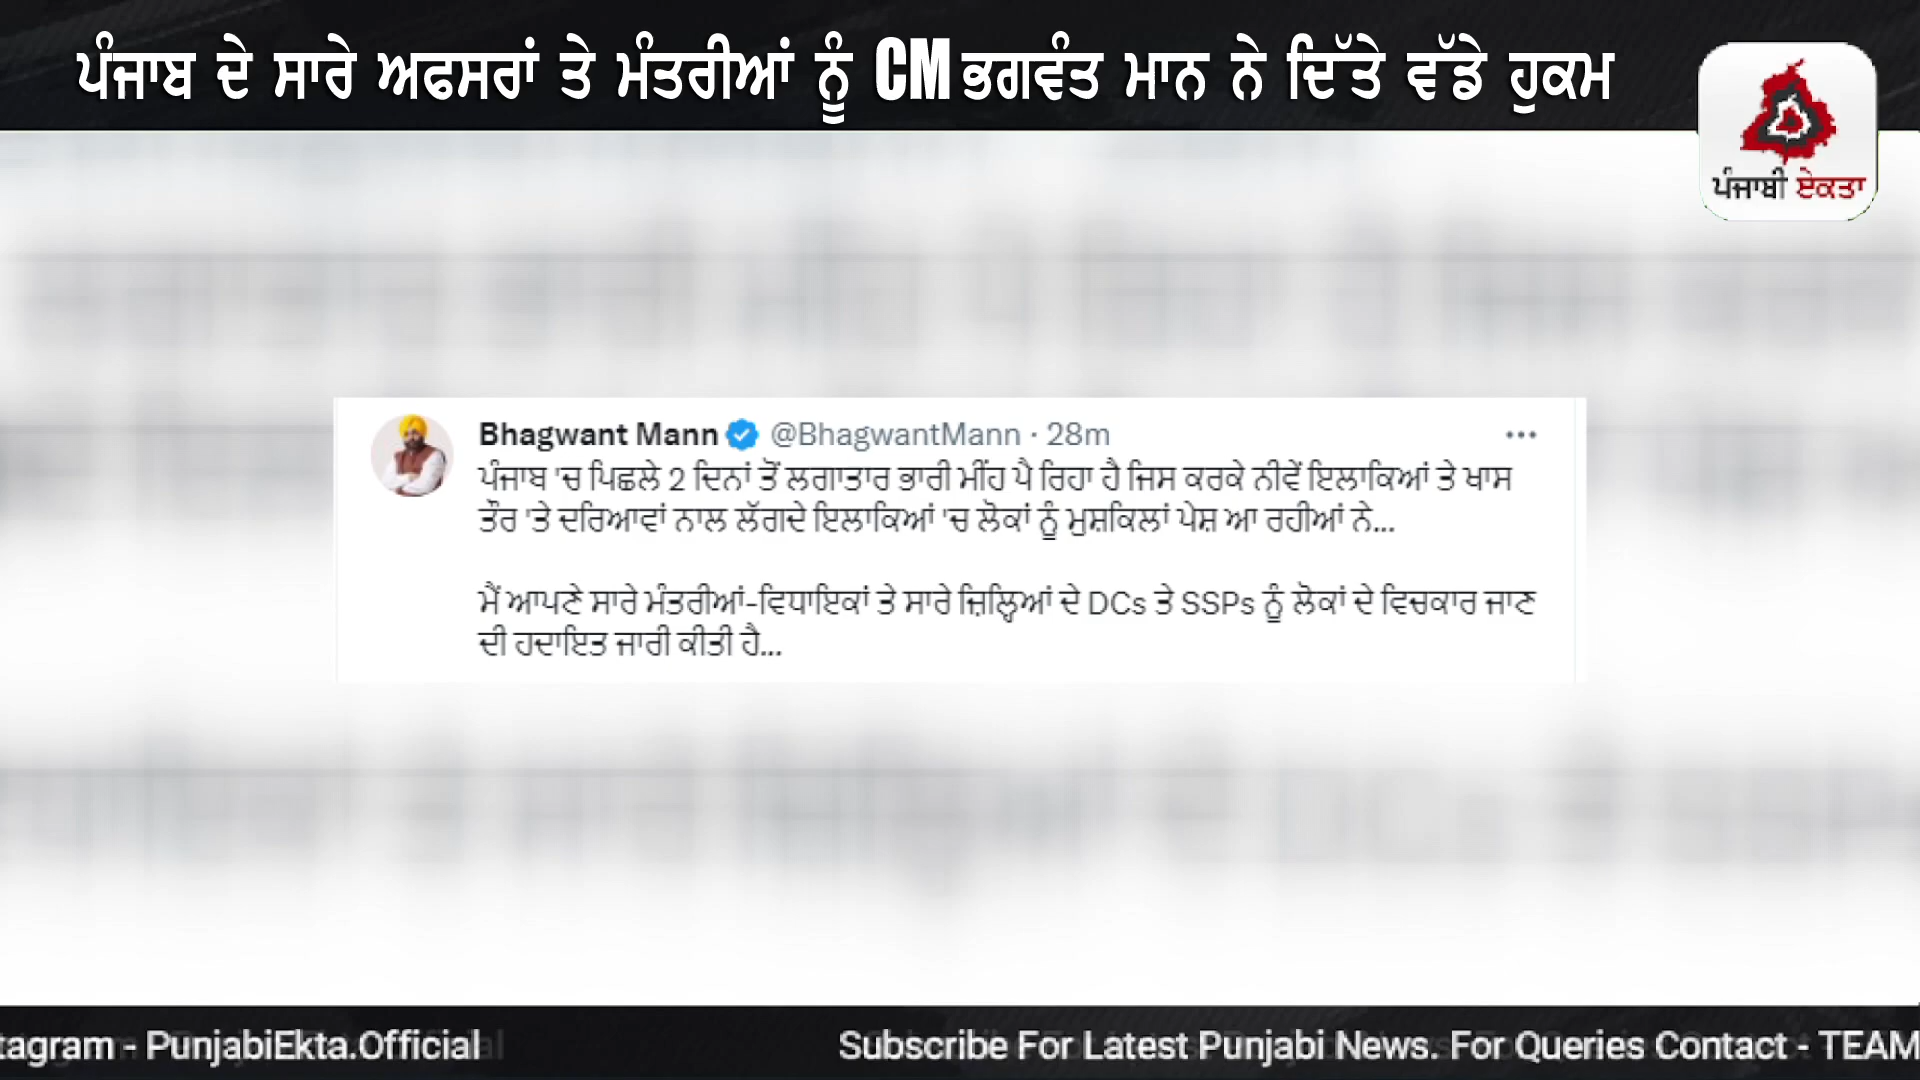 ਪੰਜਾਬ ਦੇ ਸਾਰੇ ਅਫਸਰਾਂ ਤੇ ਮੰਤਰੀਆਂ ਨੂੰ CM ਭਗਵੰਤ ਮਾਨ ਨੇ ਦਿੱਤੇ ਵੱਡੇ ਹੁਕਮ
ਪੰਜਾਬੀ ਏਕਤਾ
Bhagwant Mann @BhagwantMann · 28m
ਪੰਜਾਬ 'ਚ ਪਿਛਲੇ 2 ਦਿਨਾਂ ਤੋਂ ਲਗਾਤਾਰ ਭਾਰੀ ਮੀਂਹ ਪੈ ਰਿਹਾ ਹੈ ਜਿਸ ਕਰਕੇ ਨੀਵੇਂ ਇਲਾਕਿਆਂ ਤੇ ਖਾਸ
ਤੌਰ 'ਤੇ ਦਰਿਆਵਾਂ ਨਾਲ ਲੱਗਦੇ ਇਲਾਕਿਆਂ 'ਚ ਲੋਕਾਂ ਨੂੰ ਮੁਸ਼ਕਿਲਾਂ ਪੇਸ਼ ਆ ਰਹੀਆਂ ਨੇ...
ਮੈਂ ਆਪਣੇ ਸਾਰੇ ਮੰਤਰੀਆਂ-ਵਿਧਾਇਕਾਂ ਤੇ ਸਾਰੇ ਜ਼ਿਲ੍ਹਿਆਂ ਦੇ DCs ਤੇ SSPs ਨੂੰ ਲੋਕਾਂ ਦੇ ਵਿਚਕਾਰ ਜਾਣ
ਦੀ ਹਦਾਇਤ ਜਾਰੀ ਕੀਤੀ ਹੈ...
tagram - PunjabiEkta.Official Subscribe For Latest Punjabi News. For Queries Contact - TEAM